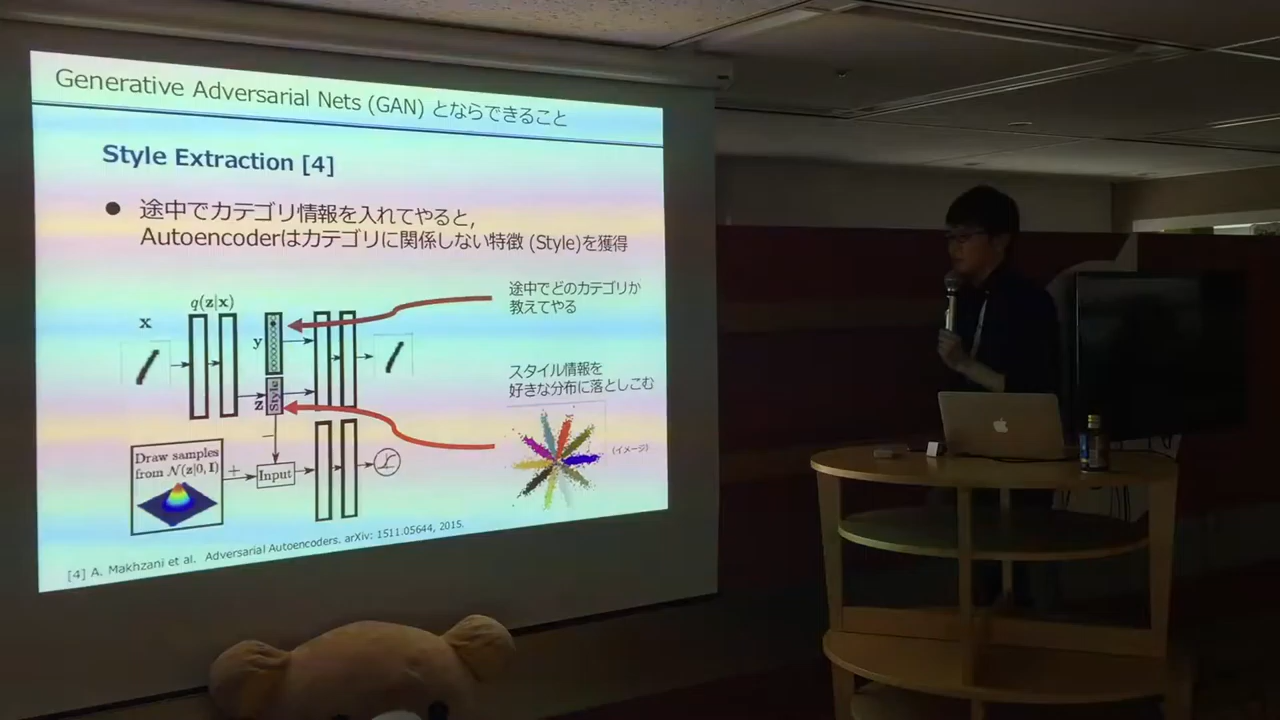 Generative Adversarial Nets (GAN) とならできること
Style Extraction [4]
● 途中でカテゴリ情報を入れてやると,
Autoencoderはカテゴリに関係しない特徴 (Style)を獲得
途中でどのカテゴリか
教えてやる
q(z|x)
x
y
z
Style
スタイル情報を
好きな分布に落としこむ
(イメージ)
Draw samples
from N(z|0, I)
+
−
Input
[4] A. Makhzani et al. Adversarial Autoencoders. arXiv: 1511.05644, 2015.